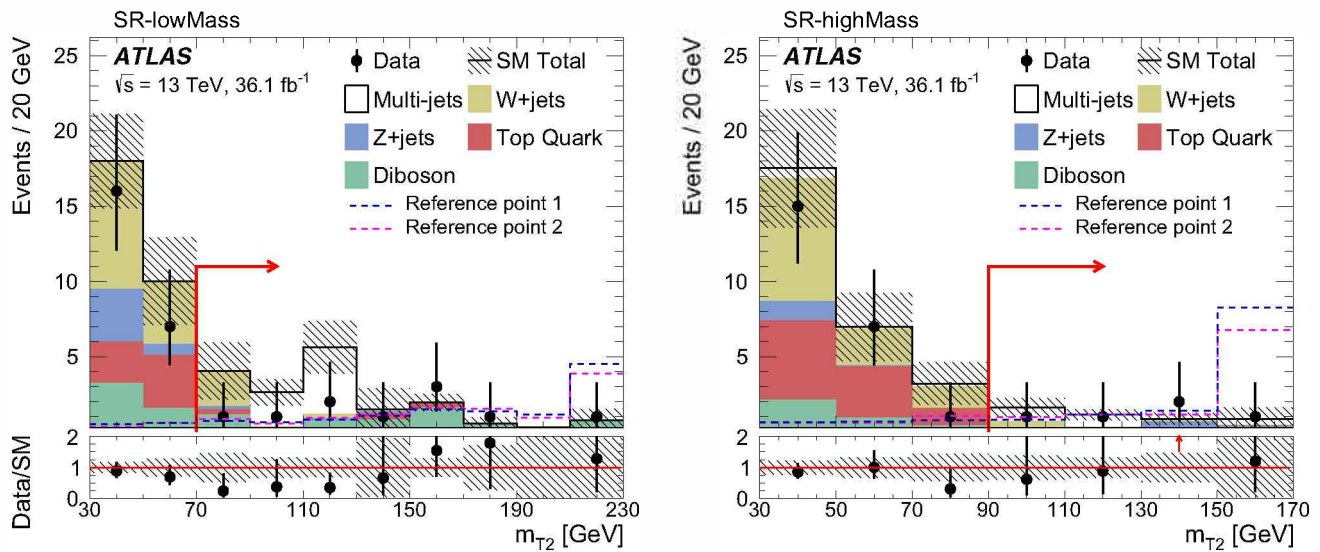 SR-lowMass
Events / 20 GeV
25
20
15
10
5
ATLAS
√s = 13 TeV, 36.1 fb⁻¹
Data
SM Total
Multi-jets
W+jets
Z+jets
Top Quark
Diboson
Reference point 1
Reference point 2
Data/SM
2
1
0
30 70 110 150 190 230
m_T2 [GeV]
SR-highMass
Events / 20 GeV
25
20
15
10
5
ATLAS
√s = 13 TeV, 36.1 fb⁻¹
Data
SM Total
Multi-jets
W+jets
Z+jets
Top Quark
Diboson
Reference point 1
Reference point 2
2
1
0
30 50 70 90 110 130 150 170
m_T2 [GeV]